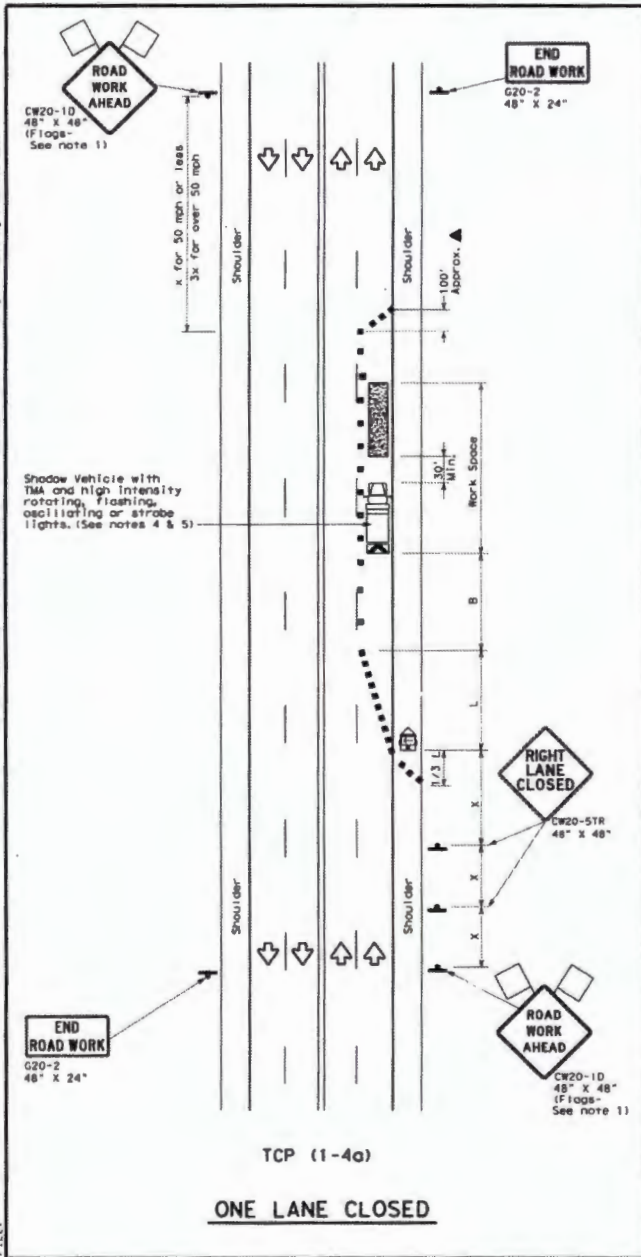 ROAD
WORK
AHEAD
CW20-1D
48" X 48"
(Flags-
See note 1)
END
ROAD WORK
G20-2
48" X 24"
x for 50 mph or less
3x for over 50 mph
Shoulder
Shoulder
100'
Approx.
Shadow Vehicle with
TMA and high intensity
rotating, flashing,
oscillating or strobe
lights. (See notes 4 & 5)
30'
Min.
Work Space
B
L
1/3 L
RIGHT
LANE
CLOSED
CW20-5TR
48" X 48"
X
X
X
Shoulder
Shoulder
END
ROAD WORK
G20-2
48" X 24"
ROAD
WORK
AHEAD
CW20-1D
48" X 48"
(Flags-
See note 1)
TCP (1-4a)
ONE LANE CLOSED